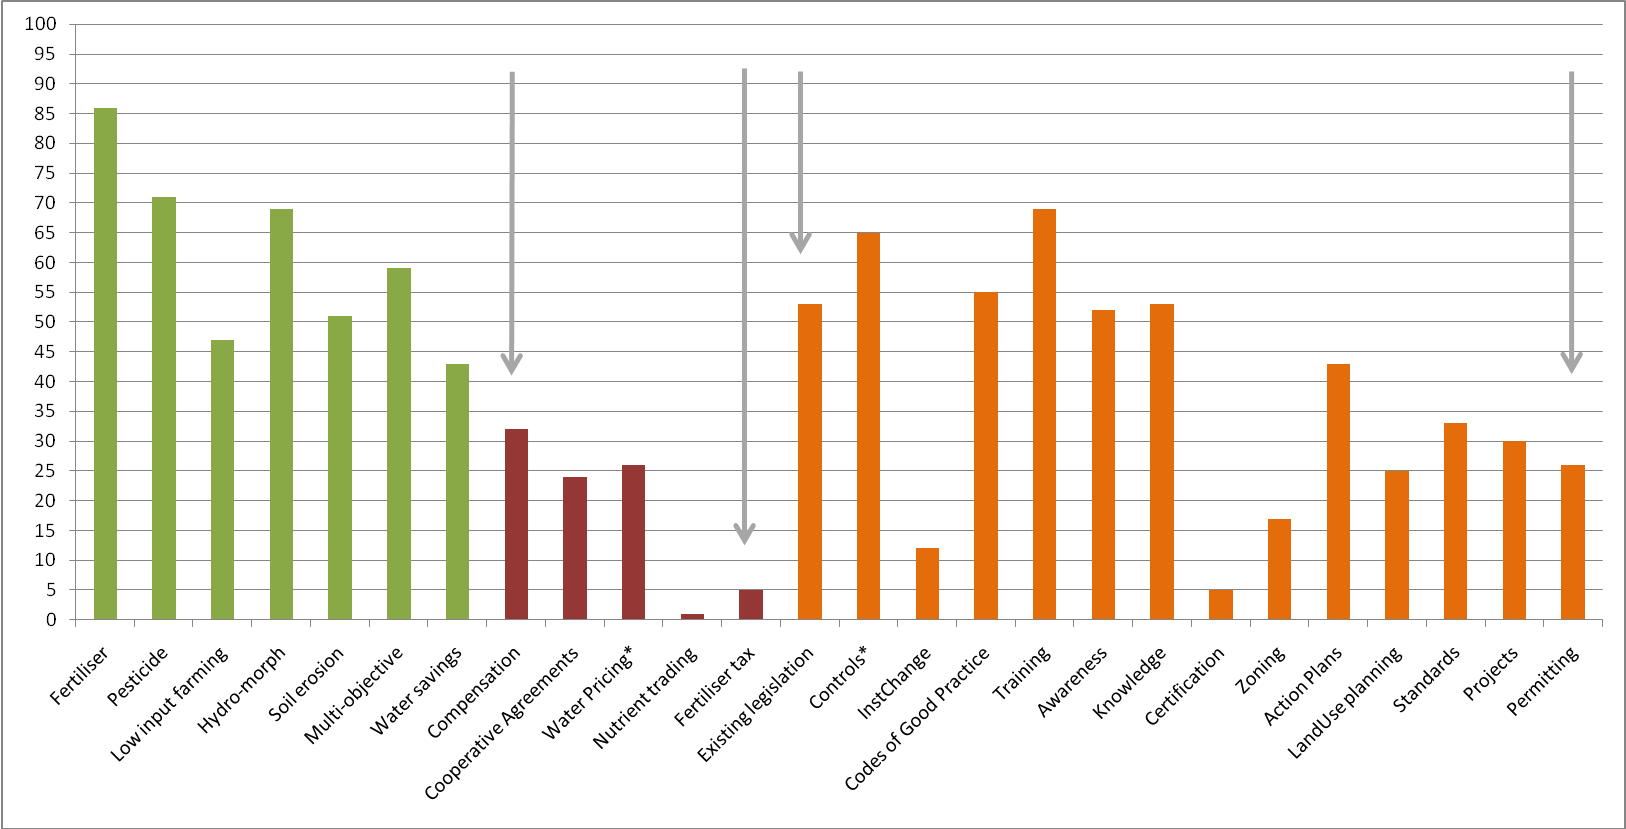 100
95
90
85
80
75
70
65
60
55
50
45
40
35
30
25
20
15
10
5
0
Fertiliser
Pesticide
Low input farming
Hydro-morph
Soil erosion
Multi-objective
Water savings
Compensation
Cooperative Agreements
Water Pricing*
Nutrient trading
Fertiliser tax
Existing legislation
Controls*
InstChange
Codes of Good Practice
Training
Awareness
Knowledge
Certification
Zoning
Action Plans
LandUse planning
Standards
Projects
Permitting